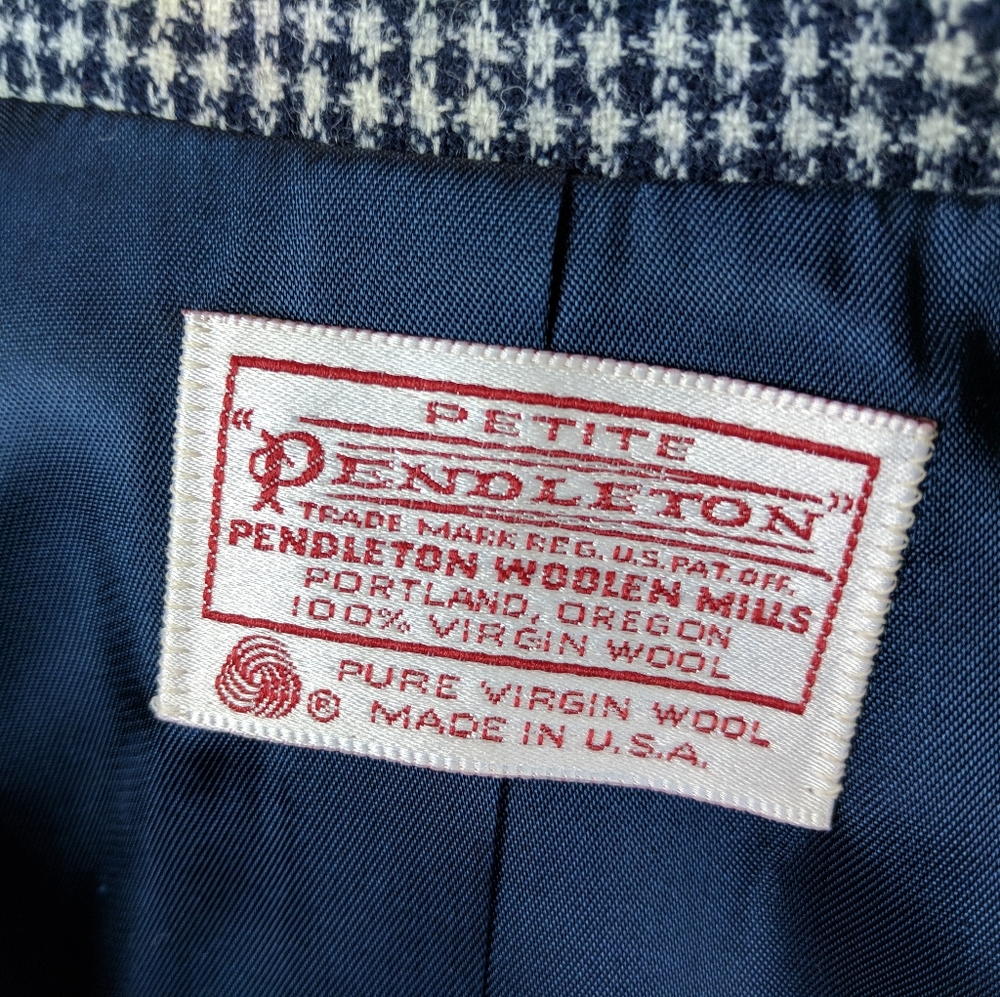 PETITE
"PENDLETON"
TRADE MARK REG. U.S. PAT. OFF.
PENDLETON WOOLEN MILLS
PORTLAND, OREGON
100% VIRGIN WOOL
PURE VIRGIN WOOL
® MADE IN U.S.A.